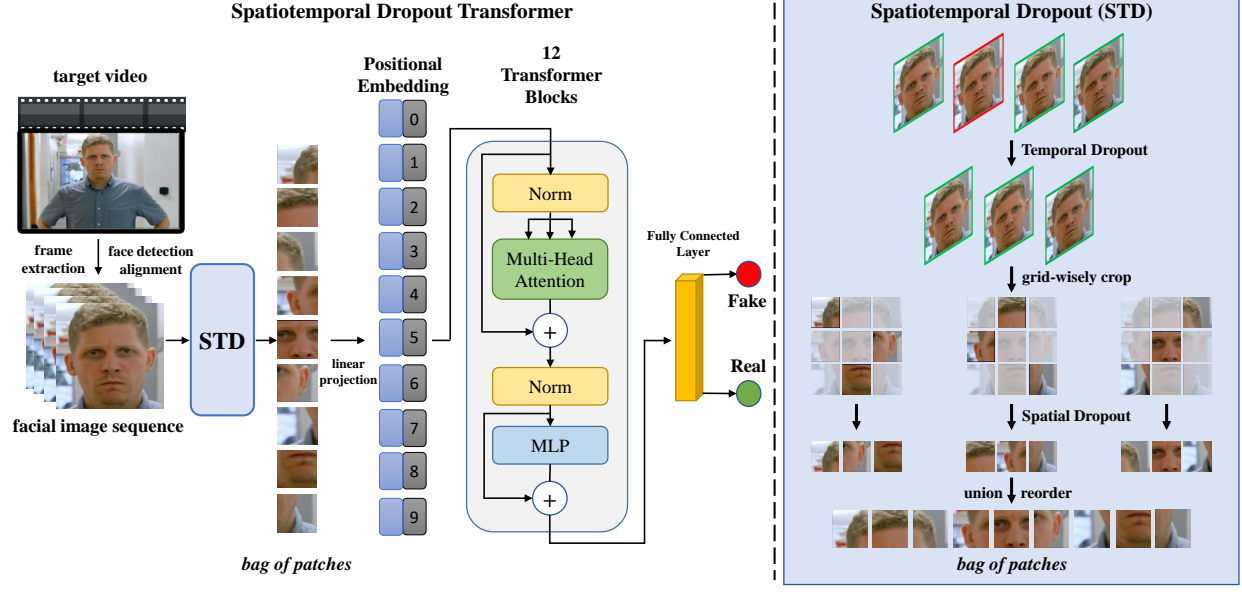 Spatiotemporal Dropout Transformer
target video
frame extraction
face detection alignment
facial image sequence
STD
linear projection
bag of patches
Positional
Embedding
0
1
2
3
4
5
6
7
8
9
12
Transformer
Blocks
Norm
Multi-Head
Attention
+
Norm
MLP
+
Fully Connected
Layer
Fake
Real
Spatiotemporal Dropout (STD)
Temporal Dropout
grid-wisely crop
Spatial Dropout
union reorder
bag of patches